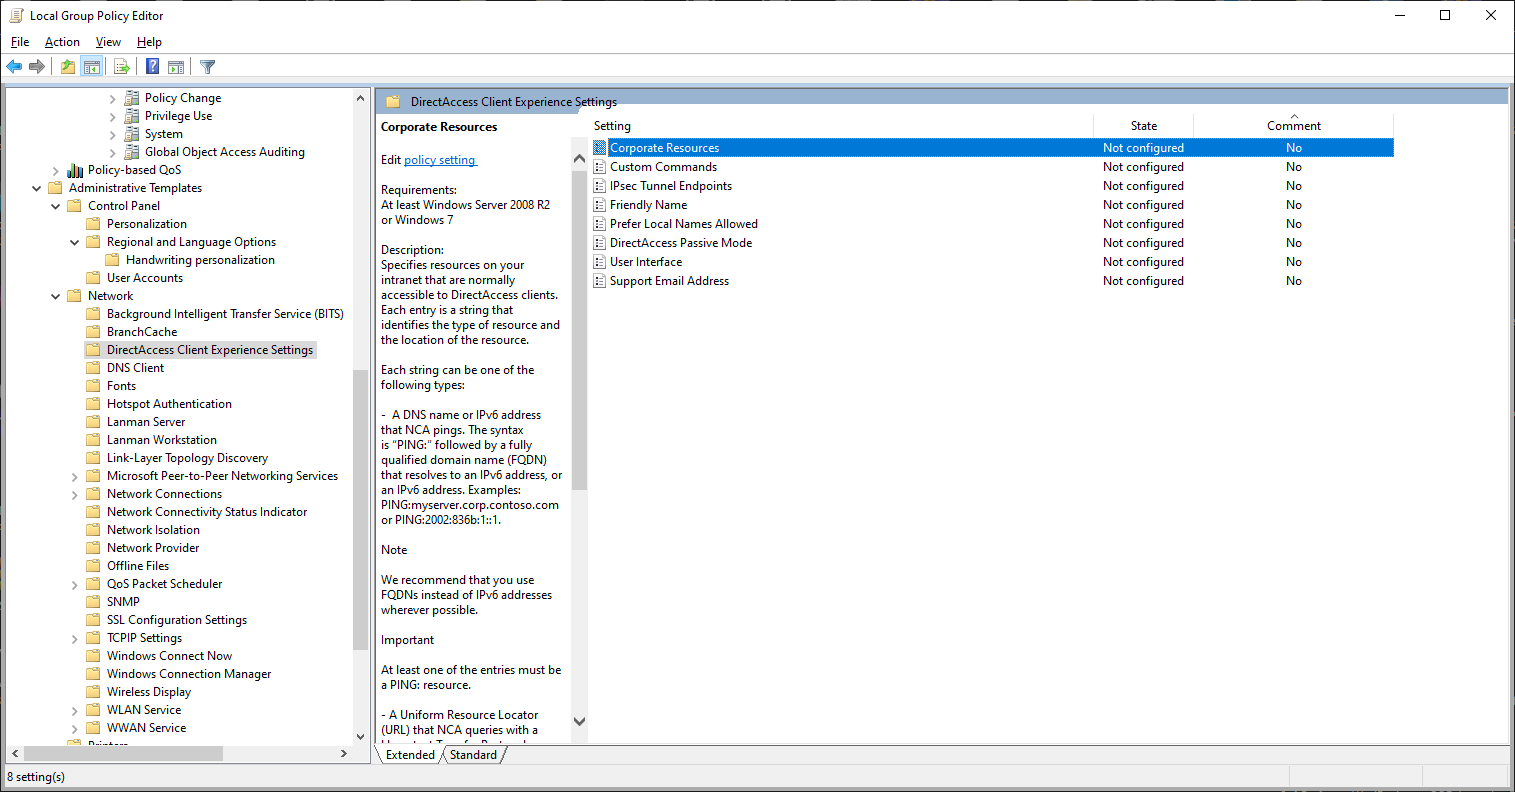 Local Group Policy Editor
File Action View Help
Policy Change
Privilege Use
System
Global Object Access Auditing
Policy-based QoS
Administrative Templates
Control Panel
Personalization
Regional and Language Options
Handwriting personalization
User Accounts
Network
Background Intelligent Transfer Service (BITS)
BranchCache
DirectAccess Client Experience Settings
DNS Client
Fonts
Hotspot Authentication
Lanman Server
Lanman Workstation
Link-Layer Topology Discovery
Microsoft Peer-to-Peer Networking Services
Network Connections
Network Connectivity Status Indicator
Network Isolation
Network Provider
Offline Files
QoS Packet Scheduler
SNMP
SSL Configuration Settings
TCPIP Settings
Windows Connect Now
Windows Connection Manager
Wireless Display
WLAN Service
WWAN Service
Printers
DirectAccess Client Experience Settings
Corporate Resources
Edit policy setting
Requirements:
At least Windows Server 2008 R2
or Windows 7
Description:
Specifies resources on your
intranet that are normally
accessible to DirectAccess clients.
Each entry is a string that
identifies the type of resource and
the location of the resource.
Each string can be one of the
following types:
- A DNS name or IPv6 address
that NCA pings. The syntax
is “PING:” followed by a fully
qualified domain name (FQDN)
that resolves to an IPv6 address, or
an IPv6 address. Examples:
PING:myserver.corp.contoso.com
or PING:2002:836b:1::1.
Note
We recommend that you use
FQDNs instead of IPv6 addresses
wherever possible.
Important
At least one of the entries must be
a PING: resource.
- A Uniform Resource Locator
(URL) that NCA queries with a
Setting State Comment
Corporate Resources Not configured No
Custom Commands Not configured No
IPsec Tunnel Endpoints Not configured No
Friendly Name Not configured No
Prefer Local Names Allowed Not configured No
DirectAccess Passive Mode Not configured No
User Interface Not configured No
Support Email Address Not configured No
Extended Standard
8 setting(s)